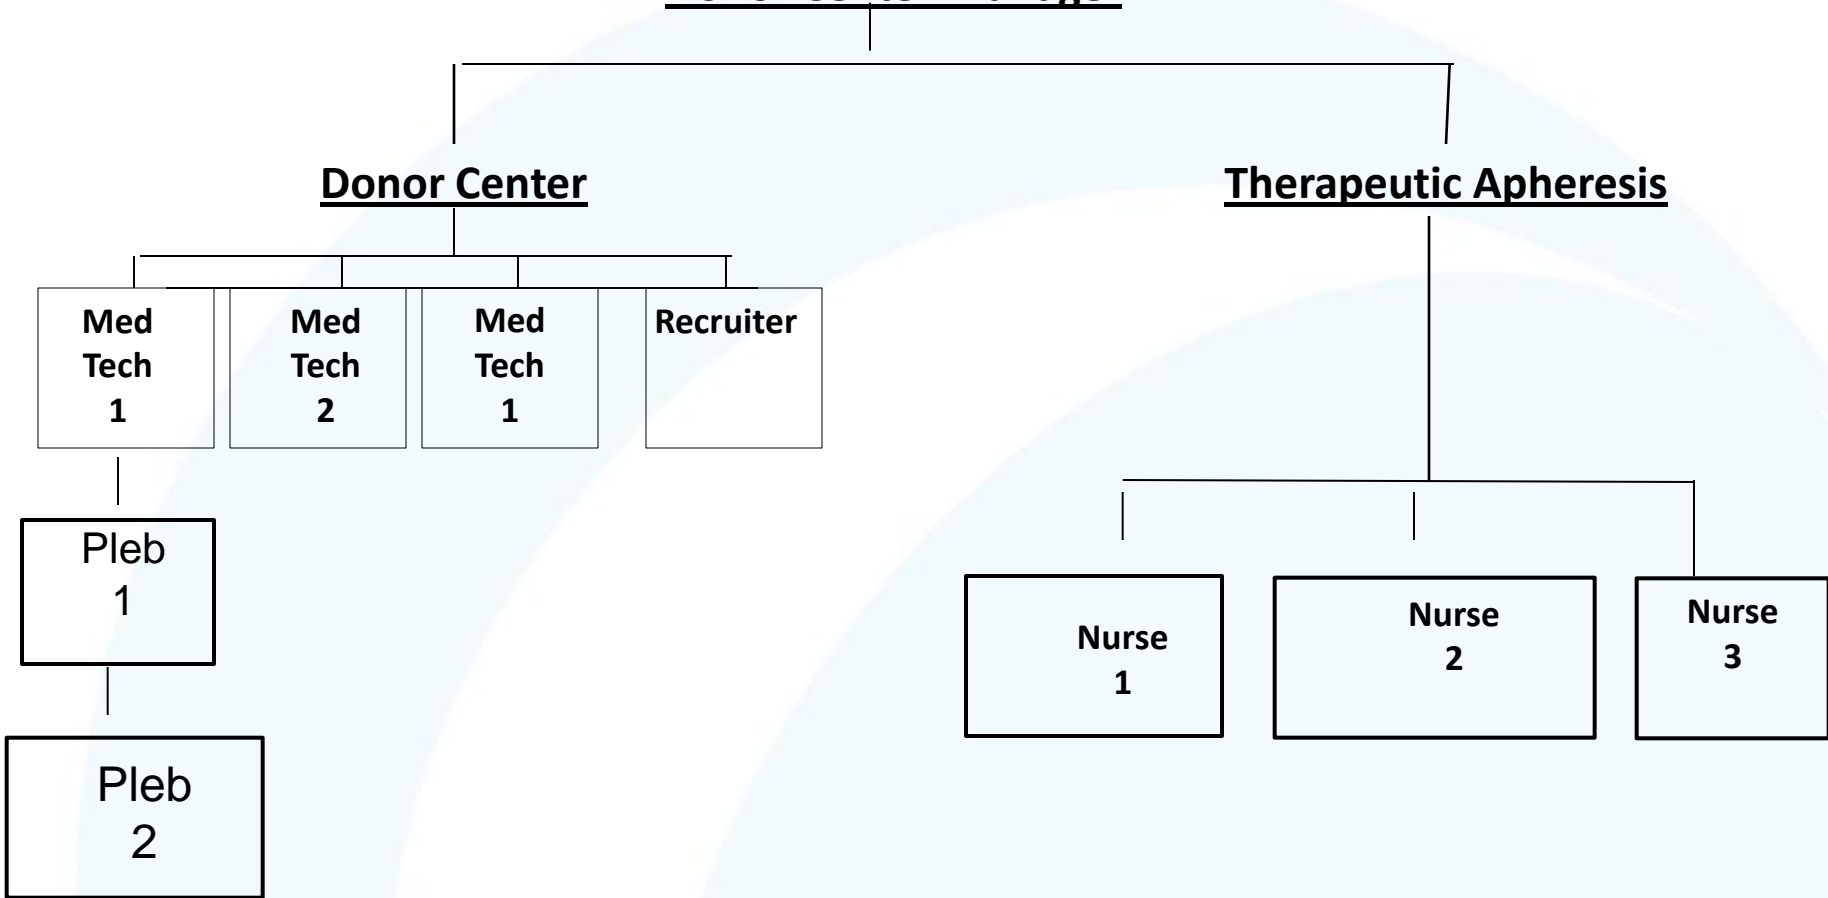 Donor Center
Therapeutic Apheresis
Med
Tech
1
Med
Tech
2
Med
Tech
1
Recruiter
Pleb
1
Pleb
2
Nurse
1
Nurse
2
Nurse
3